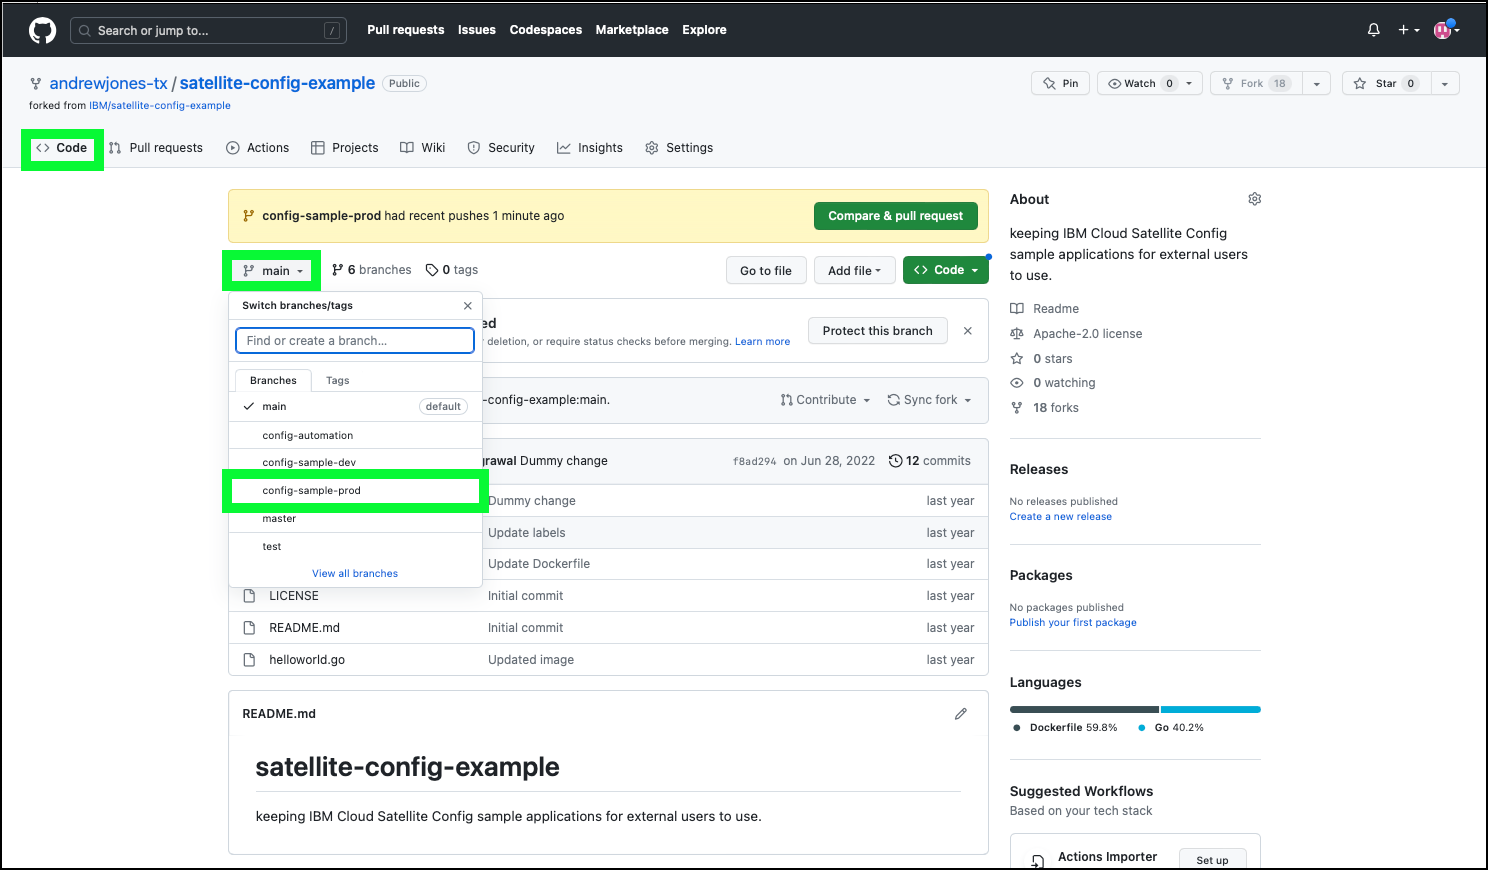 Search or jump to... /
Pull requests Issues Codespaces Marketplace Explore
andrewjones-tx / satellite-config-example Public
Pin Watch 0 Fork 18 Star 0
forked from IBM/satellite-config-example
Code Pull requests Actions Projects Wiki Security Insights Settings
config-sample-prod had recent pushes 1 minute ago Compare & pull request
main 6 branches 0 tags Go to file Add file Code
Switch branches/tags
Find or create a branch...
Branches Tags
main default
config-automation
config-sample-dev
config-sample-prod
master
test
View all branches
ed
deletion, or require status checks before merging. Learn more
Protect this branch
-config-example:main. Contribute Sync fork
grawal Dummy change f8ad294 on Jun 28, 2022 12 commits
Dummy change last year
Update labels last year
Update Dockerfile last year
LICENSE Initial commit last year
README.md Initial commit last year
helloworld.go Updated image last year
README.md
satellite-config-example
keeping IBM Cloud Satellite Config sample applications for external users to use.
About
keeping IBM Cloud Satellite Config
sample applications for external users
to use.
Readme
Apache-2.0 license
0 stars
0 watching
18 forks
Releases
No releases published
Create a new release
Packages
No packages published
Publish your first package
Languages
Dockerfile 59.8% Go 40.2%
Suggested Workflows
Based on your tech stack
Actions Importer Set up